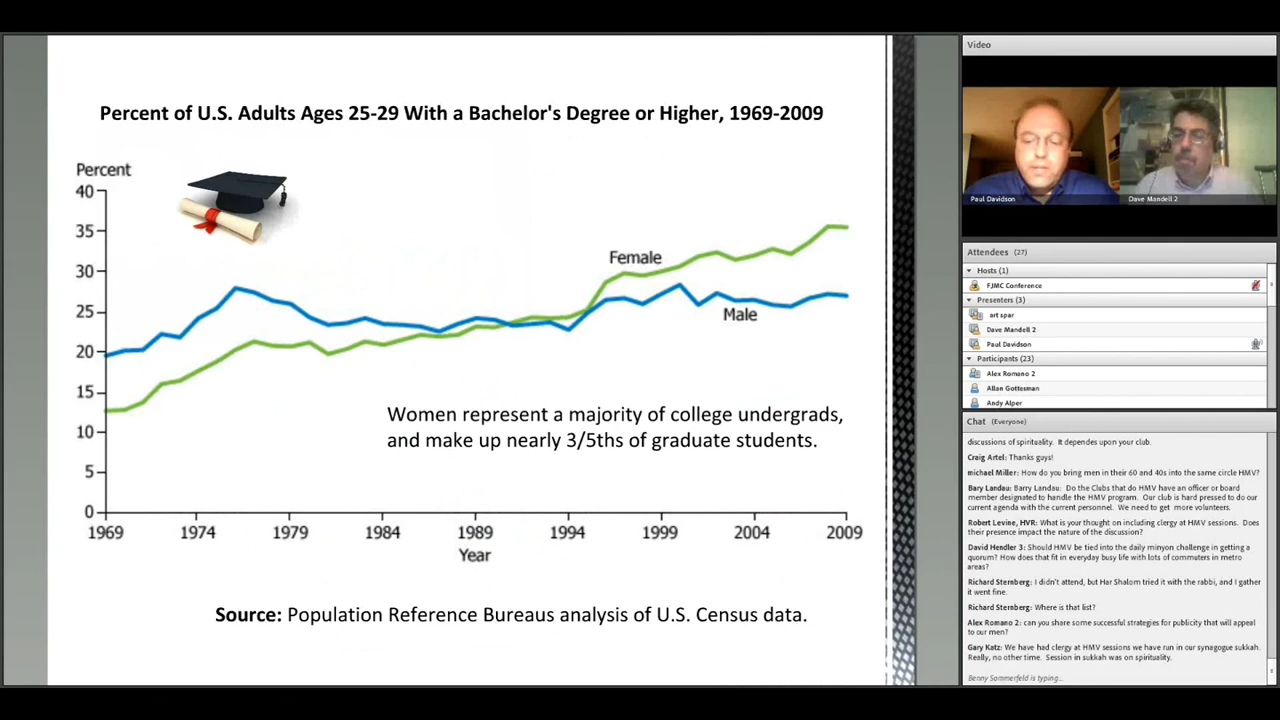 Percent of U.S. Adults Ages 25-29 With a Bachelor's Degree or Higher, 1969-2009
Percent
40
35
30
25
20
15
10
5
0
Female
Male
Women represent a majority of college undergrads,
and make up nearly 3/5ths of graduate students.
1969
1974
1979
1984
1989
1994
1999
2004
2009
Year
Source: Population Reference Bureaus analysis of U.S. Census data.
Video
Paul Davidson
Dave Mandell 2
Attendees (27)
Hosts (1)
FJMC Conference
Presenters (3)
art spar
Dave Mandell 2
Paul Davidson
Participants (23)
Alex Romano 2
Allan Gottesman
Andy Alper
Chat (Everyone)
discussions of spirituality. It dependes upon your club.
Craig Artel: Thanks guys!
michael Miller: How do you bring men in their 60 and 40s into the same circle HMV?
Bary Landau: Barry Landau: Do the Clubs that do HMV have an officer or board
member designated to handle the HMV program. Our club is hard pressed to do our
current agenda with the current personnel. We need to get more volunteers.
Robert Levine, HVR: What is your thought on including clergy at HMV sessions. Does
their presence impact the nature of the discussion?
David Hendler 3: Should HMV be tied into the daily minyon challenge in getting a
quorum? How does that fit in everyday busy life with lots of commuters in metro
areas?
Richard Sternberg: I didn't attend, but Har Shalom tried it with the rabbi, and I gather
it went fine.
Richard Sternberg: Where is that list?
Alex Romano 2: can you share some successful strategies for publicity that will appeal
to our men?
Gary Katz: We have had clergy at HMV sessions we have run in our synagogue sukkah.
Really, no other time. Session in sukkah was on spirituality.
Benny Sommerfeld is typing...